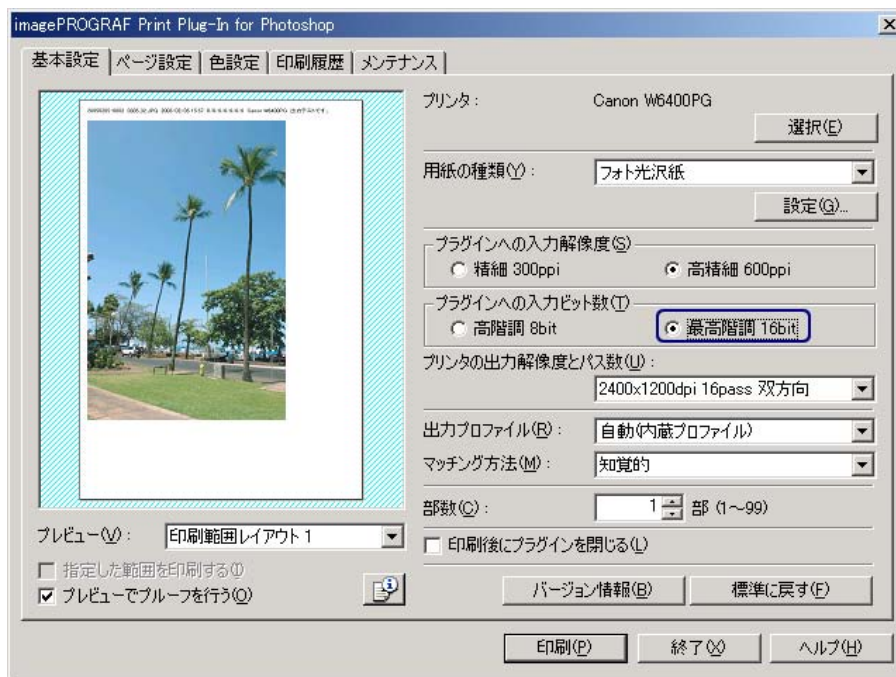 imagePROGRAF Print Plug-In for Photoshop
基本設定 ページ設定 色設定 印刷履歴 メンテナンス
プリンタ： Canon W6400PG
選択(E)
用紙の種類(Y)： フォト光沢紙
設定(G)...
プラグインへの入力解像度(S)
精細 300ppi 高精細 600ppi
プラグインへの入力ビット数(T)
高階調 8bit 最高階調 16bit
プリンタの出力解像度とパス数(U)：
2400x1200dpi 16pass 双方向
出力プロファイル(R)： 自動(内蔵プロファイル)
マッチング方法(M)： 知覚的
部数(C)： 1 部 (1～99)
プレビュー(V)： 印刷範囲レイアウト 1
印刷後にプラグインを閉じる(L)
指定した範囲を印刷する(I)
プレビューでプルーフを行う(O)
バージョン情報(B) 標準に戻す(F)
印刷(P) 終了(X) ヘルプ(H)